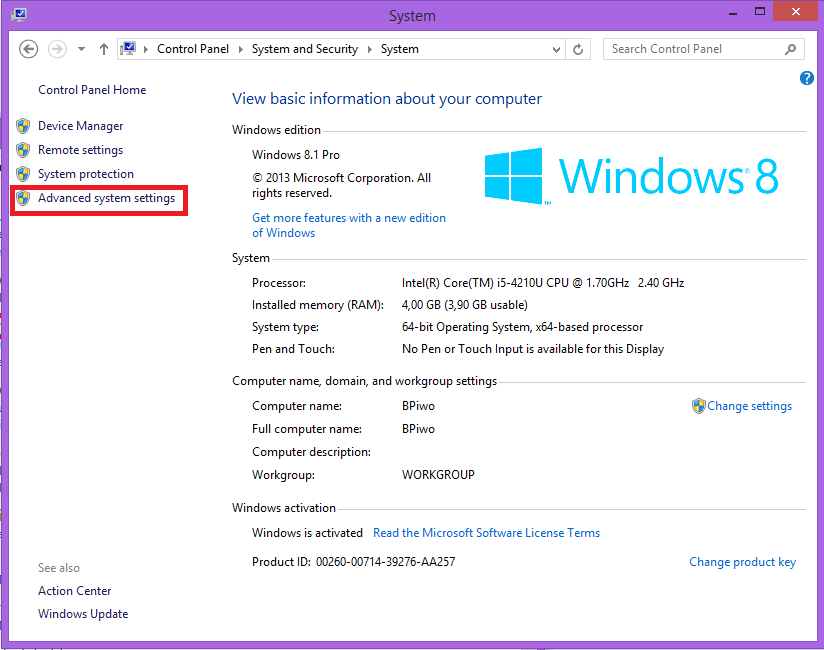 System
Control Panel System and Security System
Search Control Panel
?
Control Panel Home
Device Manager
Remote settings
System protection
Advanced system settings
View basic information about your computer
Windows edition
Windows 8.1 Pro
© 2013 Microsoft Corporation. All
rights reserved.
Get more features with a new edition
of Windows
Windows® 8
™
System
Processor: Intel(R) Core(TM) i5-4210U CPU @ 1.70GHz 2.40 GHz
Installed memory (RAM): 4,00 GB (3,90 GB usable)
System type: 64-bit Operating System, x64-based processor
Pen and Touch: No Pen or Touch Input is available for this Display
Computer name, domain, and workgroup settings
Computer name: BPiwo Change settings
Full computer name: BPiwo
Computer description:
Workgroup: WORKGROUP
Windows activation
Windows is activated Read the Microsoft Software License Terms
Product ID: 00260-00714-39276-AA257 Change product key
See also
Action Center
Windows Update